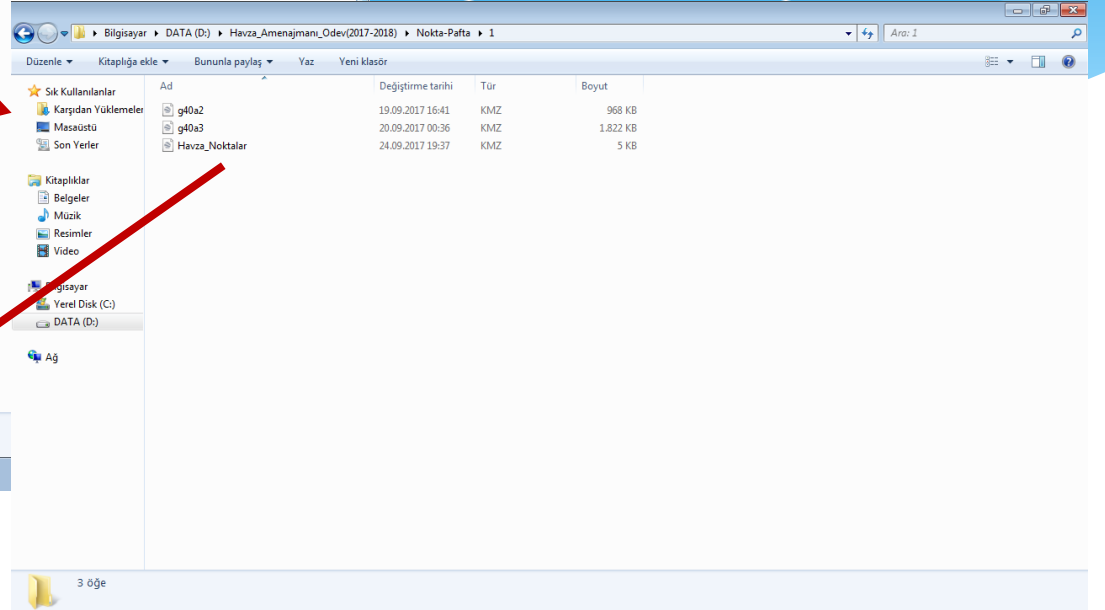 Bilgisayar ▸ DATA (D:) ▸ Havza_Amenajmanı_Odev(2017-2018) ▸ Nokta-Pafta ▸ 1
Ara: 1
Düzenle Kitaplığa ekle Bununla paylaş Yaz Yeni klasör
Sık Kullanılanlar
Karşıdan Yüklemeler
Masaüstü
Son Yerler
Kitaplıklar
Belgeler
Müzik
Resimler
Video
Bilgisayar
Yerel Disk (C:)
DATA (D:)
Ağ
Ad Değiştirme tarihi Tür Boyut
g40a2 19.09.2017 16:41 KMZ 968 KB
g40a3 20.09.2017 00:36 KMZ 1.822 KB
Havza_Noktalar 24.09.2017 19:37 KMZ 5 KB
3 öğe